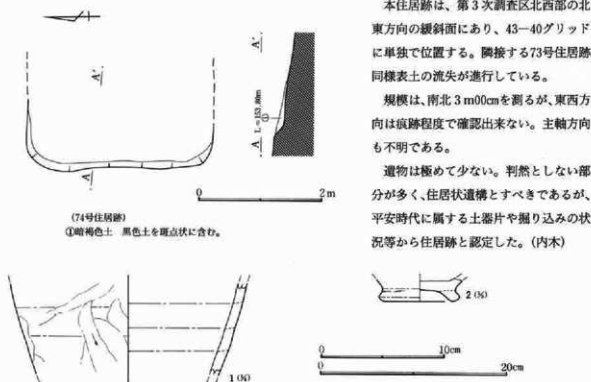 本住居跡は、第3次調査区北西部の北
東方向の緩斜面にあり、43―40グリッド
に単独で位置する。隣接する73号住居跡
同様表土の流失が進行している。
規模は、南北3m00cmを測るが、東西方
向は痕跡程度で確認出来ない。主軸方向
も不明である。
遺物は極めて少ない。判然としない部
分が多く、住居状遺構とすべきであるが、
平安時代に属する土器片や掘り込みの状
況等から住居跡と認定した。(内木)
A'
A'
①
A L=153.80m
A
0 2m
(74号住居跡)
①暗褐色土 黒色土を斑点状に含む。
1
2
0 10cm
0 20cm